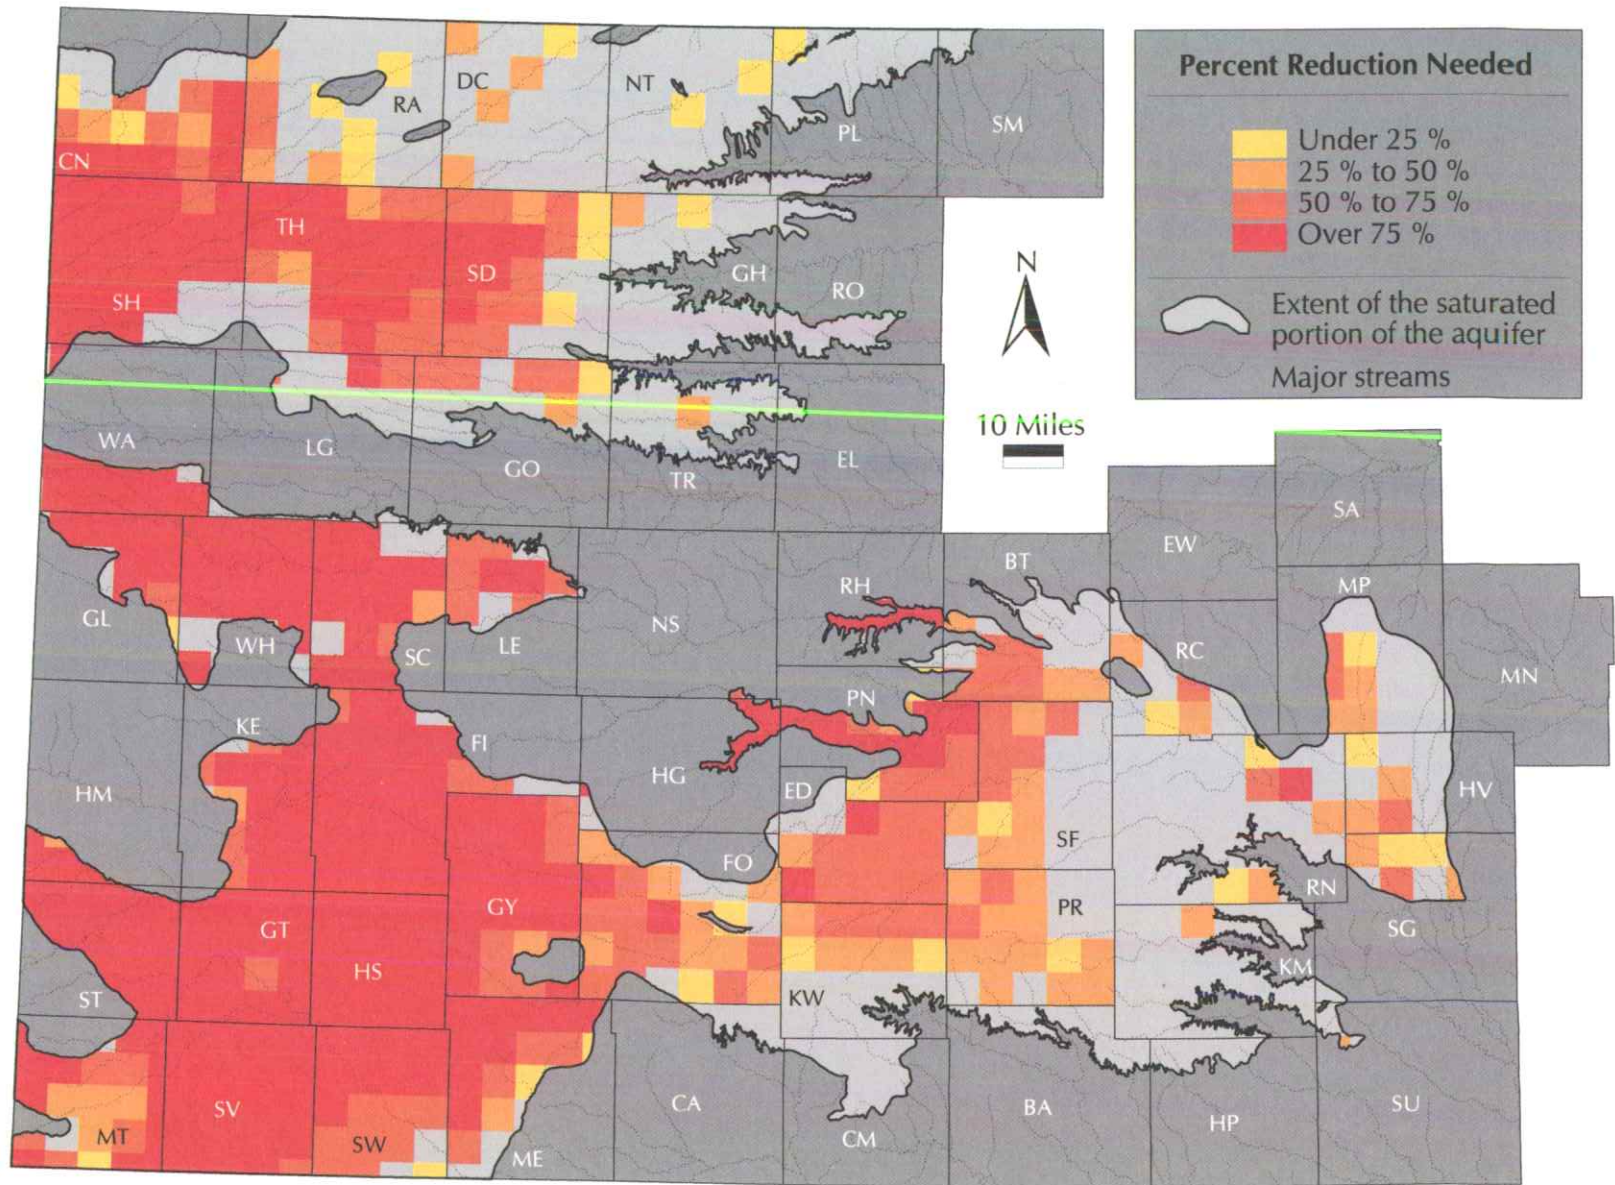 Percent Reduction Needed
Under 25 %
25 % to 50 %
50 % to 75 %
Over 75 %
Extent of the saturated
portion of the aquifer
Major streams
N
10 Miles
CN
RA
DC
NT
PL
SM
SH
TH
SD
GH
RO
WA
LG
GO
TR
EL
SA
EW
GL
WH
SC
LE
NS
RH
BT
RC
MP
MN
KE
FI
HG
PN
HM
ED
FO
SF
HV
GT
HS
GY
PR
RN
SG
ST
KW
KM
MT
SV
SW
ME
CA
CM
BA
HP
SU